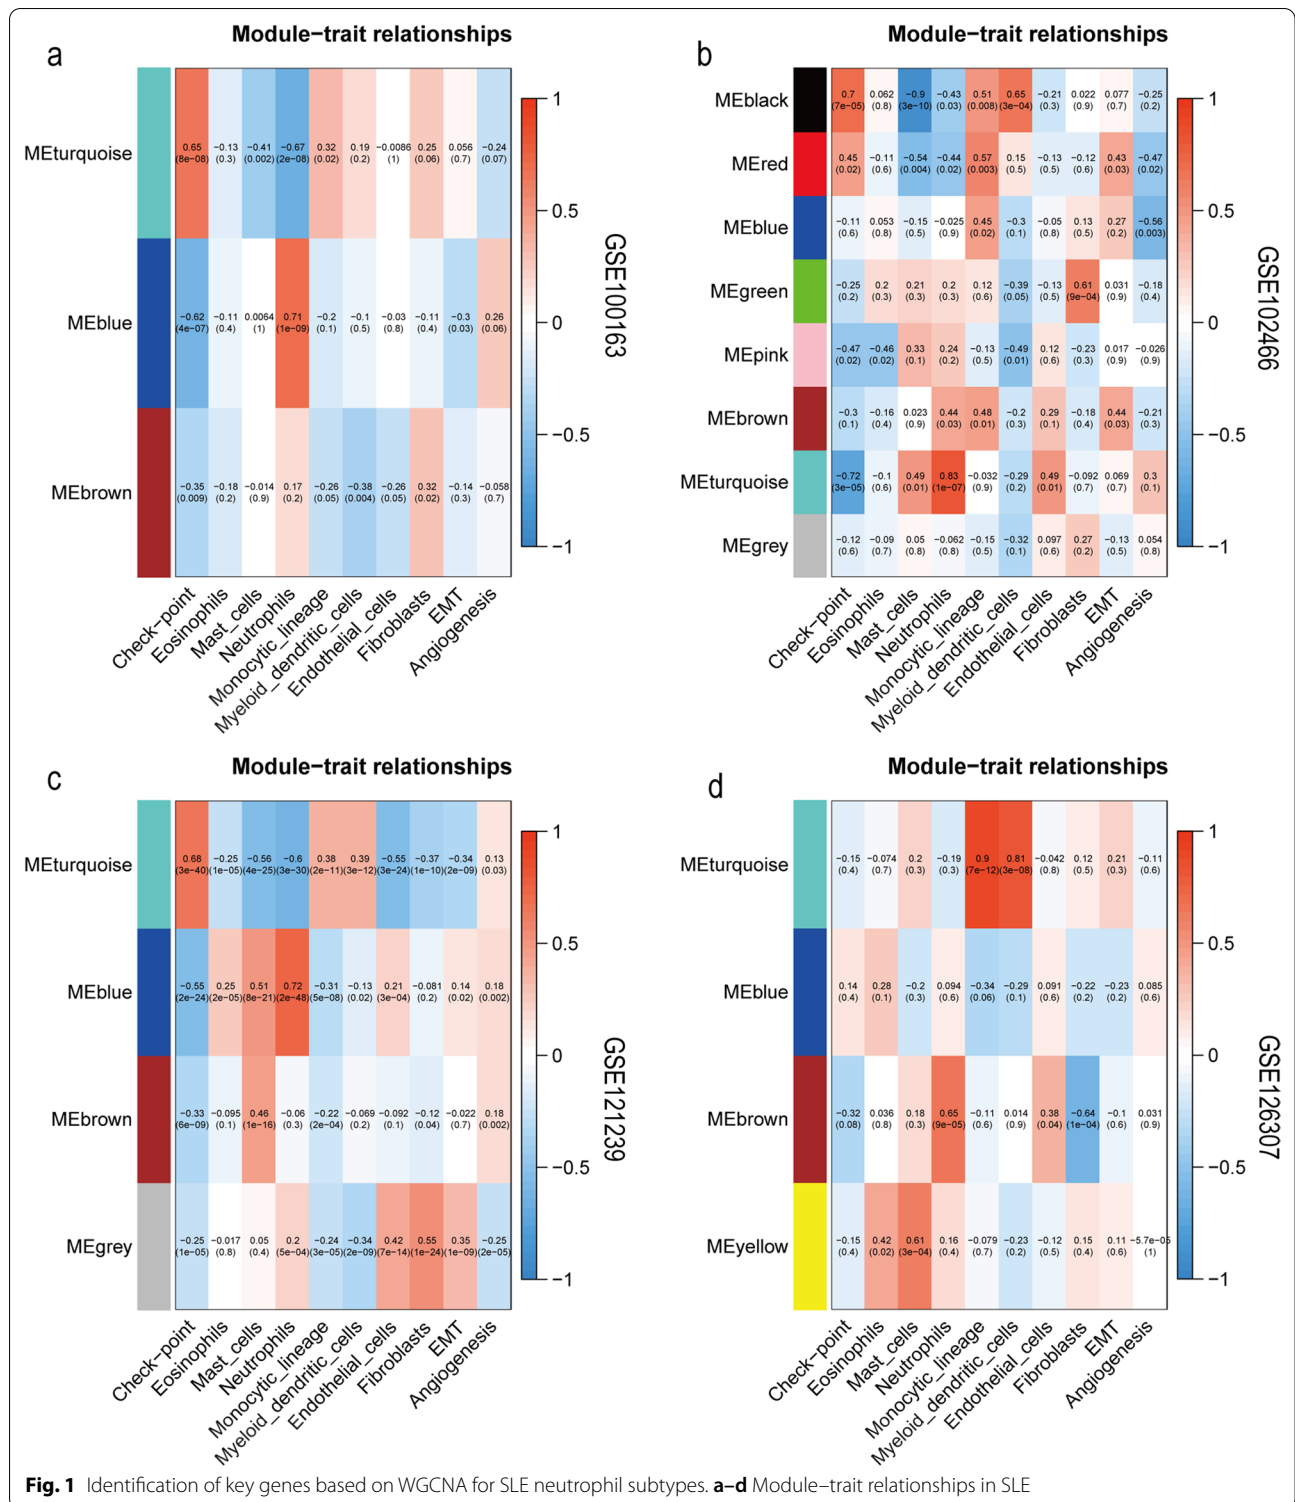 a
Module−trait relationships
MEturquoise
0.65 −0.13 −0.41 −0.67 0.32 0.19 −0.0086 0.25 0.056 −0.24
(8e−08) (0.3) (0.002) (2e−08) (0.02) (0.2) (1) (0.06) (0.7) (0.07)
MEblue
−0.62 −0.11 0.0064 0.71 −0.2 −0.1 −0.03 −0.11 −0.3 0.26
(4e−07) (0.4) (1) (1e−09) (0.1) (0.5) (0.8) (0.4) (0.03) (0.06)
MEbrown
−0.35 −0.18 −0.014 0.17 −0.26 −0.38 −0.26 0.32 −0.14 −0.058
(0.009) (0.2) (0.9) (0.2) (0.05) (0.004) (0.05) (0.02) (0.3) (0.7)
1
0.5
0
−0.5
−1
GSE100163
Check−point
Eosinophils
Mast_cells
Neutrophils
Monocytic_lineage
Myeloid_dendritic_cells
Endothelial_cells
Fibroblasts
EMT
Angiogenesis
b
Module−trait relationships
MEblack
0.7 0.062 −0.9 −0.43 0.51 0.65 −0.21 0.022 0.077 −0.25
(7e−05) (0.8) (3e−10) (0.03) (0.008) (3e−04) (0.3) (0.9) (0.7) (0.2)
MEred
0.45 −0.11 −0.54 −0.44 0.57 0.15 −0.13 −0.12 0.43 −0.47
(0.02) (0.6) (0.004) (0.02) (0.003) (0.5) (0.5) (0.6) (0.03) (0.02)
MEblue
−0.11 0.053 −0.15 −0.025 0.45 −0.3 −0.05 0.13 0.27 −0.56
(0.6) (0.8) (0.5) (0.9) (0.02) (0.1) (0.8) (0.5) (0.2) (0.003)
MEgreen
−0.25 0.2 0.21 0.2 0.12 −0.39 −0.13 0.61 0.031 −0.18
(0.2) (0.3) (0.3) (0.3) (0.6) (0.05) (0.5) (9e−04) (0.9) (0.4)
MEpink
−0.47 −0.46 0.33 0.24 −0.13 −0.49 0.12 −0.23 0.017 −0.026
(0.02) (0.02) (0.1) (0.2) (0.5) (0.01) (0.6) (0.3) (0.9) (0.9)
MEbrown
−0.3 −0.16 0.023 0.44 0.48 −0.2 0.29 −0.18 0.44 −0.21
(0.1) (0.4) (0.9) (0.03) (0.01) (0.3) (0.1) (0.4) (0.03) (0.3)
MEturquoise
−0.72 −0.1 0.49 0.83 −0.032 −0.29 0.49 −0.092 0.069 0.3
(3e−05) (0.6) (0.01) (1e−07) (0.9) (0.2) (0.01) (0.7) (0.7) (0.1)
MEgrey
−0.12 −0.09 0.05 −0.062 −0.15 −0.32 0.097 0.27 −0.13 0.054
(0.6) (0.7) (0.8) (0.8) (0.5) (0.1) (0.6) (0.2) (0.5) (0.8)
1
0.5
0
−0.5
−1
GSE102466
Check−point
Eosinophils
Mast_cells
Neutrophils
Monocytic_lineage
Myeloid_dendritic_cells
Endothelial_cells
Fibroblasts
EMT
Angiogenesis
c
Module−trait relationships
MEturquoise
0.68 −0.25 −0.56 −0.6 0.38 0.39 −0.55 −0.37 −0.34 0.13
(3e−40) (1e−05) (4e−25) (3e−30) (2e−11) (3e−12) (3e−24) (1e−10) (2e−09) (0.03)
MEblue
−0.55 0.25 0.51 0.72 −0.31 −0.13 0.21 −0.081 0.14 0.18
(2e−24) (2e−05) (8e−21) (2e−48) (5e−08) (0.02) (3e−04) (0.2) (0.02) (0.002)
MEbrown
−0.33 −0.095 0.46 −0.06 −0.22 −0.069 −0.092 −0.12 −0.022 0.18
(6e−09) (0.1) (1e−16) (0.3) (2e−04) (0.2) (0.1) (0.04) (0.7) (0.002)
MEgrey
−0.25 −0.017 0.05 0.2 −0.24 −0.34 0.42 0.55 0.35 −0.25
(1e−05) (0.8) (0.4) (5e−04) (3e−05) (2e−09) (7e−14) (1e−24) (1e−09) (2e−05)
1
0.5
0
−0.5
−1
GSE121239
Check−point
Eosinophils
Mast_cells
Neutrophils
Monocytic_lineage
Myeloid_dendritic_cells
Endothelial_cells
Fibroblasts
EMT
Angiogenesis
d
Module−trait relationships
MEturquoise
−0.15 −0.074 0.2 −0.19 0.9 0.81 −0.042 0.12 0.21 −0.11
(0.4) (0.7) (0.3) (0.3) (7e−12) (3e−08) (0.8) (0.5) (0.3) (0.6)
MEblue
0.14 0.28 −0.2 0.094 −0.34 −0.29 0.091 −0.22 −0.23 0.085
(0.4) (0.1) (0.3) (0.6) (0.06) (0.1) (0.6) (0.2) (0.2) (0.6)
MEbrown
−0.32 0.036 0.18 0.65 −0.11 0.014 0.38 −0.64 −0.1 0.031
(0.08) (0.8) (0.3) (9e−05) (0.6) (0.9) (0.04) (1e−04) (0.6) (0.9)
MEyellow
−0.15 0.42 0.61 0.16 −0.079 −0.23 −0.12 0.15 0.11 −5.7e−05
(0.4) (0.02) (3e−04) (0.4) (0.7) (0.2) (0.5) (0.4) (0.6) (1)
1
0.5
0
−0.5
−1
GSE126307
Check−point
Eosinophils
Mast_cells
Neutrophils
Monocytic_lineage
Myeloid_dendritic_cells
Endothelial_cells
Fibroblasts
EMT
Angiogenesis
Fig. 1 Identification of key genes based on WGCNA for SLE neutrophil subtypes. a–d Module–trait relationships in SLE